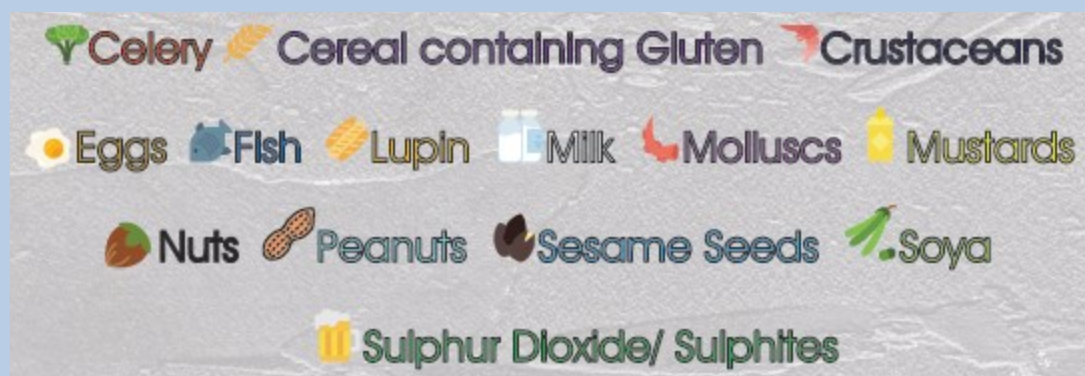 Celery Cereal containing Gluten Crustaceans
Eggs Fish Lupin Milk Molluscs Mustards
Nuts Peanuts Sesame Seeds Soya
Sulphur Dioxide/ Sulphites